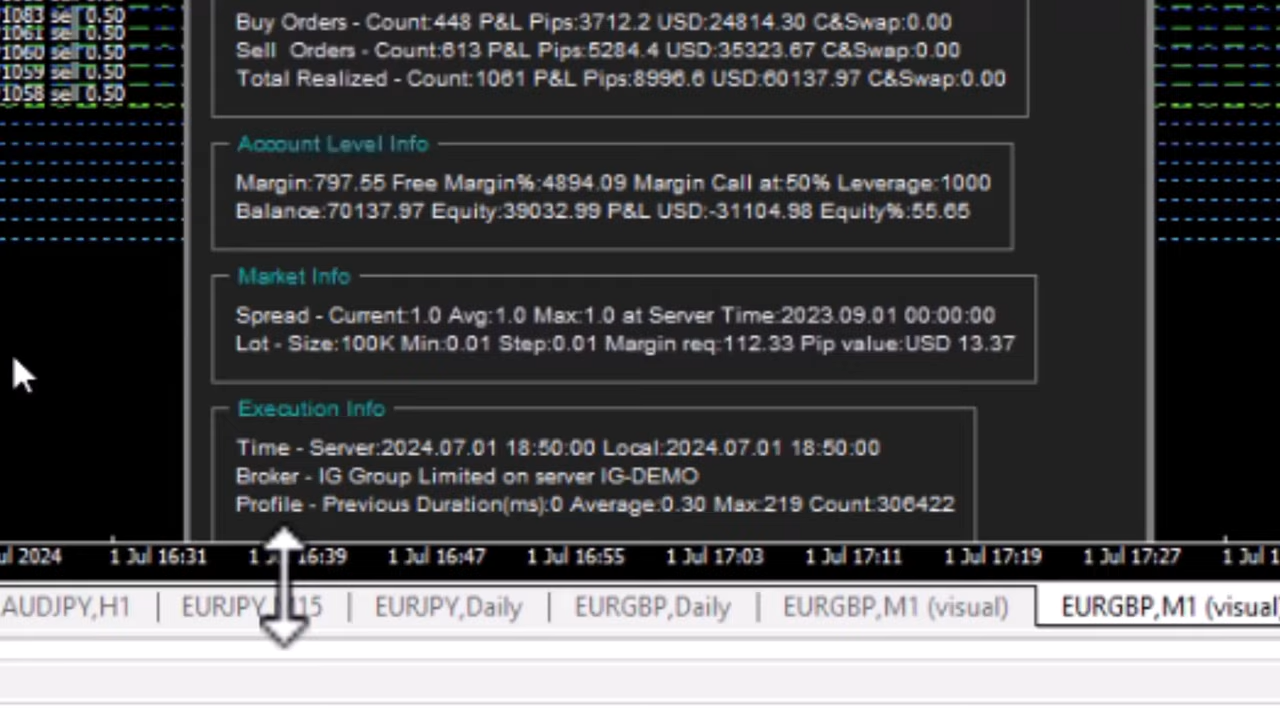 1083 sell 0.50
1061 sell 0.50
1060 sell 0.50
1059 sell 0.50
1058 sell 0.50
Buy Orders - Count:448 P&L Pips:3712.2 USD:24814.30 C&Swap:0.00
Sell Orders - Count:613 P&L Pips:5284.4 USD:35323.67 C&Swap:0.00
Total Realized - Count:1061 P&L Pips:8996.6 USD:60137.97 C&Swap:0.00
Account Level Info
Margin:797.55 Free Margin%:4894.09 Margin Call at:50% Leverage:1000
Balance:70137.97 Equity:39032.99 P&L USD:-31104.98 Equity%:55.65
Market Info
Spread - Current:1.0 Avg:1.0 Max:1.0 at Server Time:2023.09.01 00:00:00
Lot - Size:100K Min:0.01 Step:0.01 Margin req:112.33 Pip value:USD 13.37
Execution Info
Time - Server:2024.07.01 18:50:00 Local:2024.07.01 18:50:00
Broker - IG Group Limited on server IG-DEMO
Profile - Previous Duration(ms):0 Average:0.30 Max:219 Count:306422
ul 2024 1 Jul 16:31 1 Jul 16:39 1 Jul 16:47 1 Jul 16:55 1 Jul 17:03 1 Jul 17:11 1 Jul 17:19 1 Jul 17:27 1 Jul 1
AUDJPY,H1 | EURJPY,M15 | EURJPY,Daily | EURGBP,Daily | EURGBP,M1 (visual) EURGBP,M1 (visual)